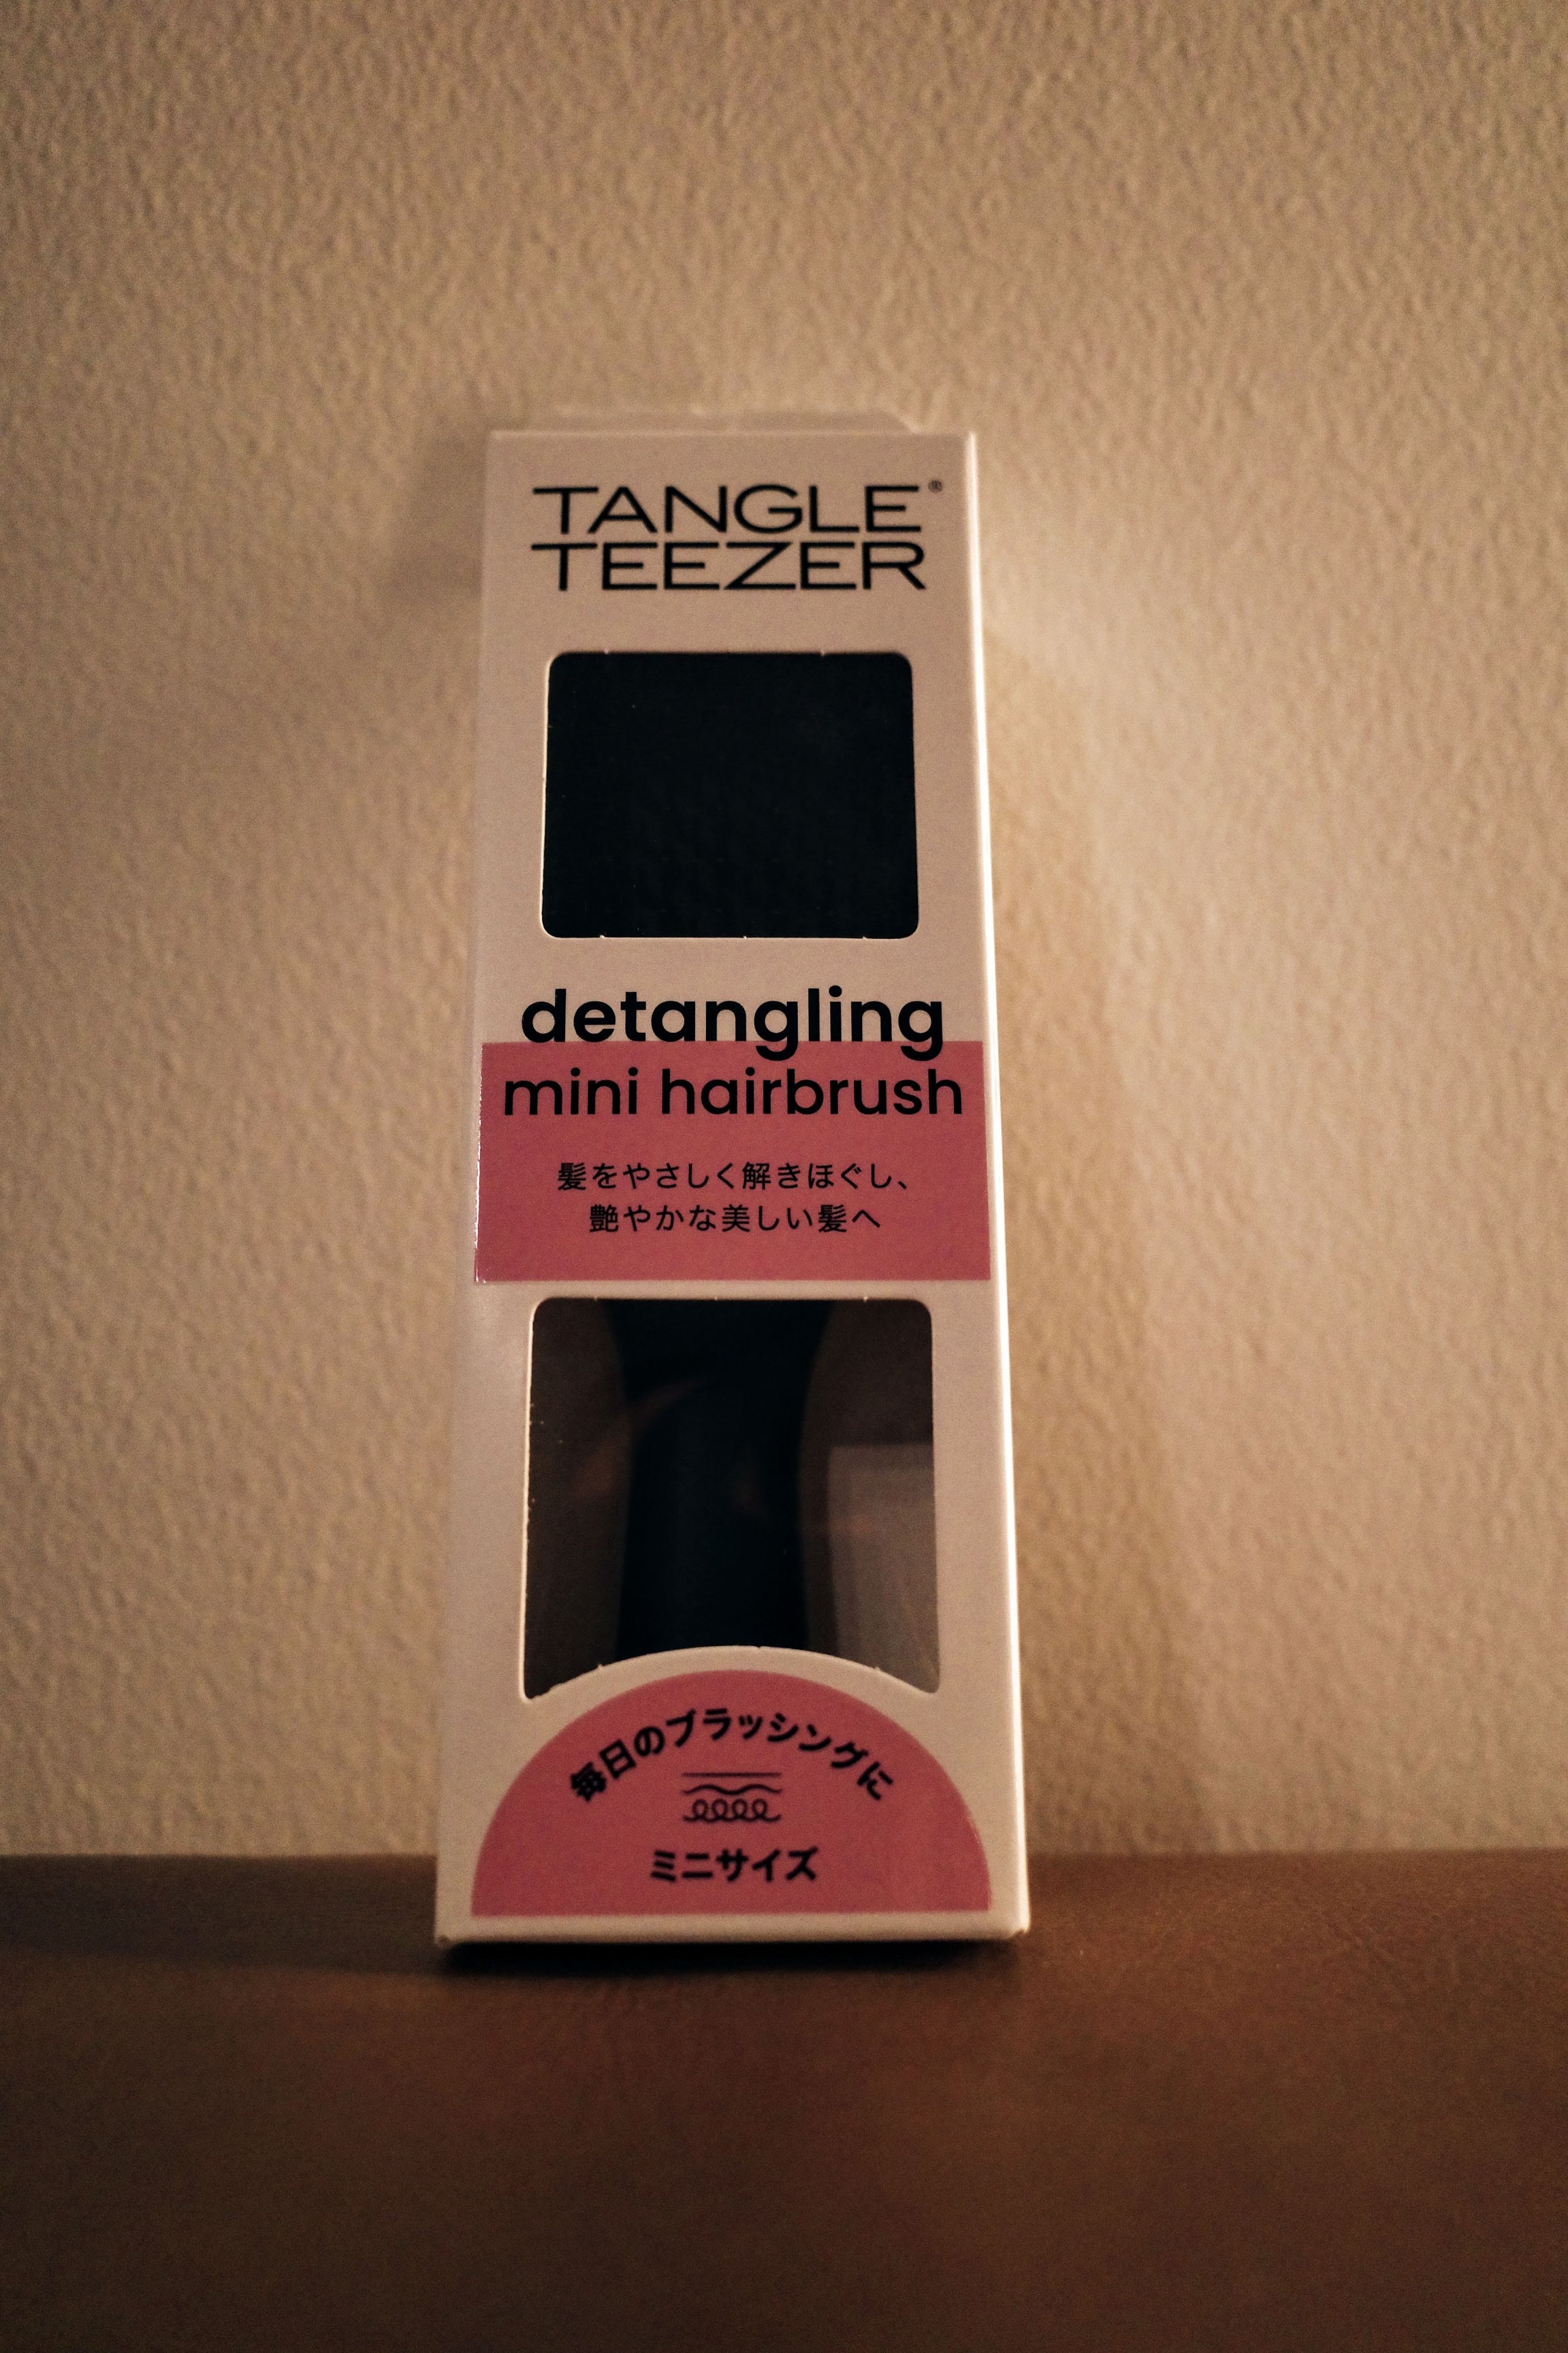 TANGLE®
TEEZER
detangling
mini hairbrush
髪をやさしく解きほぐし、
艶やかな美しい髪へ
毎日のブラッシングに
ミニサイズ